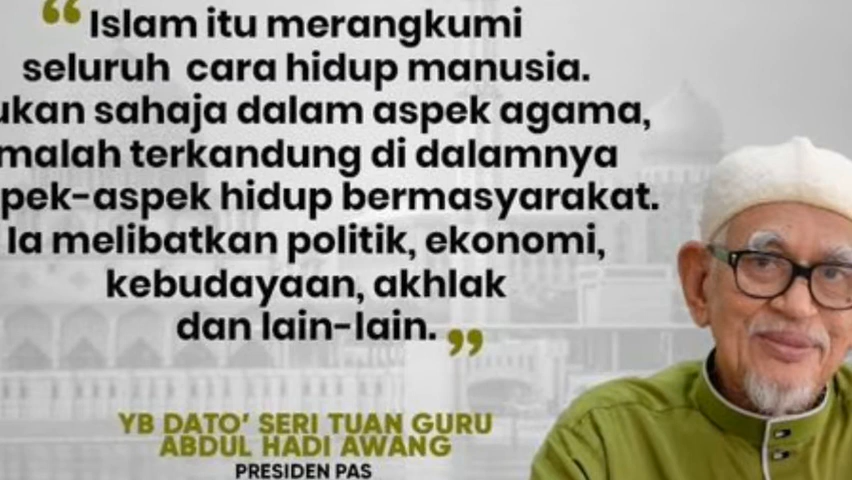 “Islam itu merangkumi
seluruh cara hidup manusia.
ukan sahaja dalam aspek agama,
malah terkandung di dalamnya
pek-aspek hidup bermasyarakat.
Ia melibatkan politik, ekonomi,
kebudayaan, akhlak
dan lain-lain.”
YB DATO’ SERI TUAN GURU
ABDUL HADI AWANG
PRESIDEN PAS